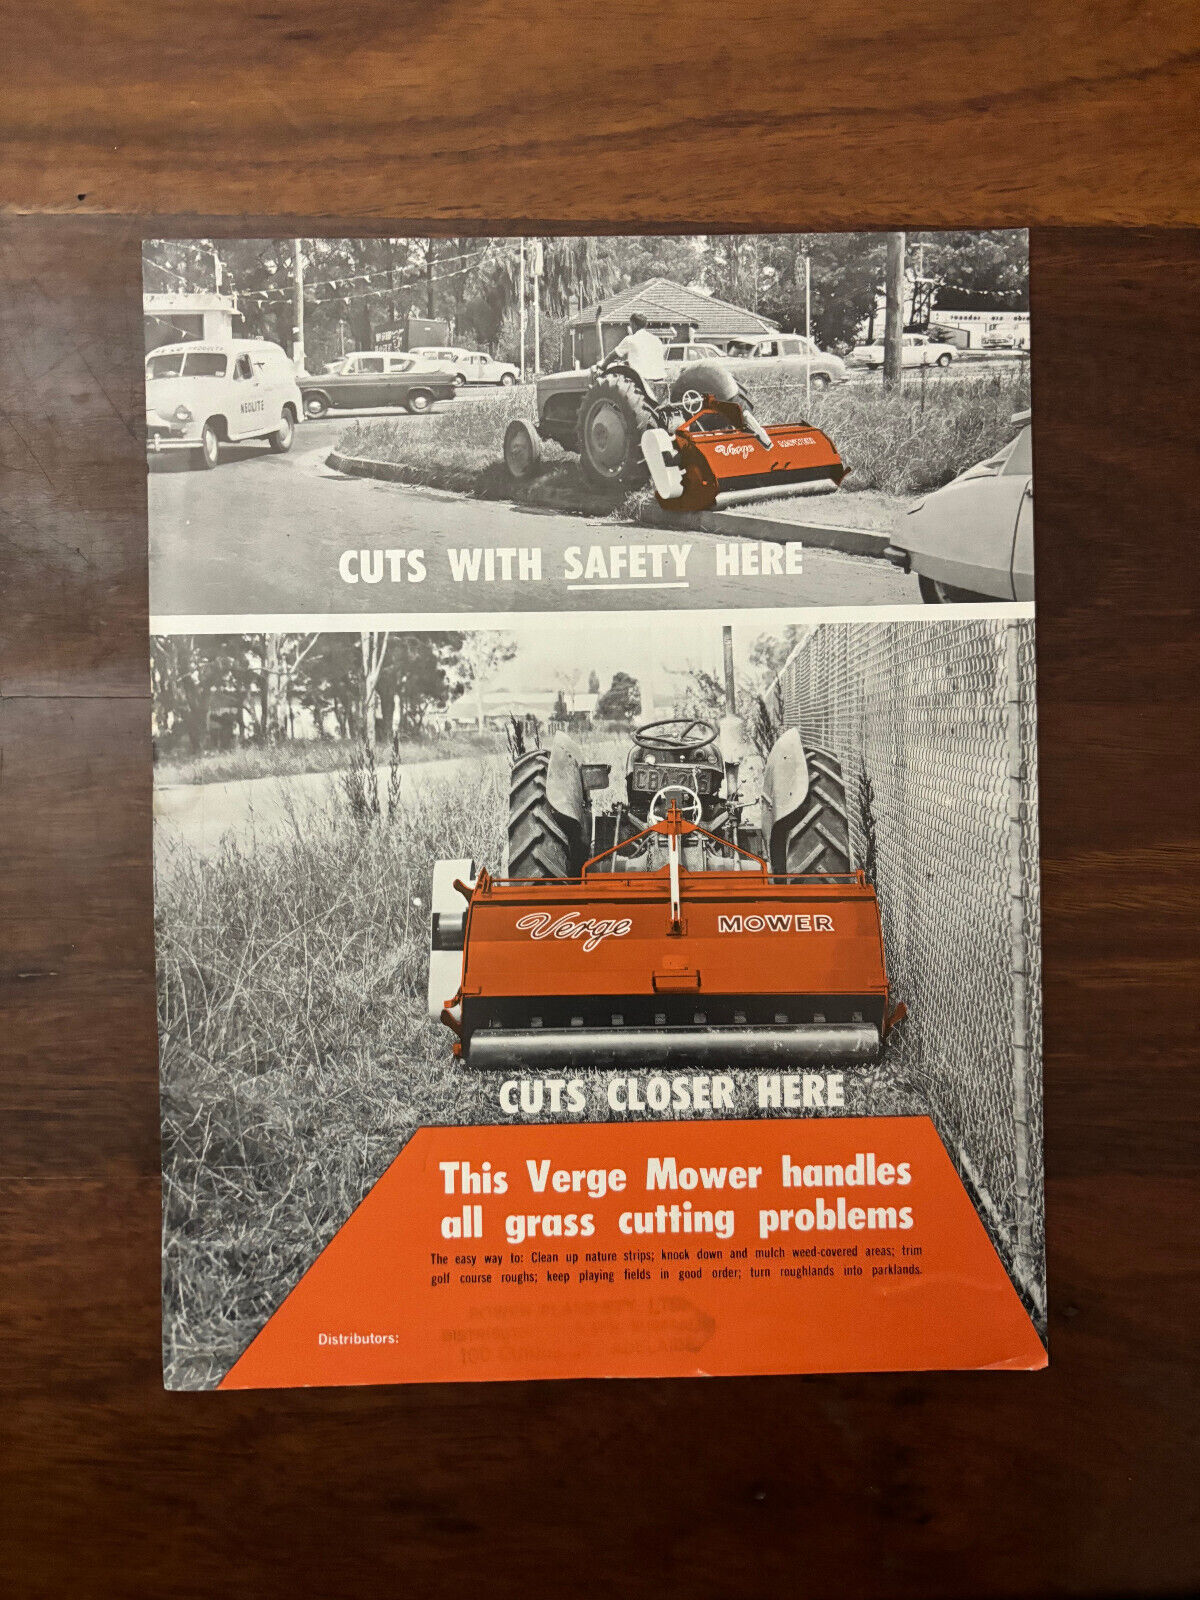 NEOLITE
Verge MOWER
CUTS WITH SAFETY HERE
Verge MOWER
CUTS CLOSER HERE
This Verge Mower handles
all grass cutting problems
The easy way to: Clean up nature strips; knock down and mulch weed-covered areas; trim
golf course roughs; keep playing fields in good order; turn roughlands into parklands.
Distributors: